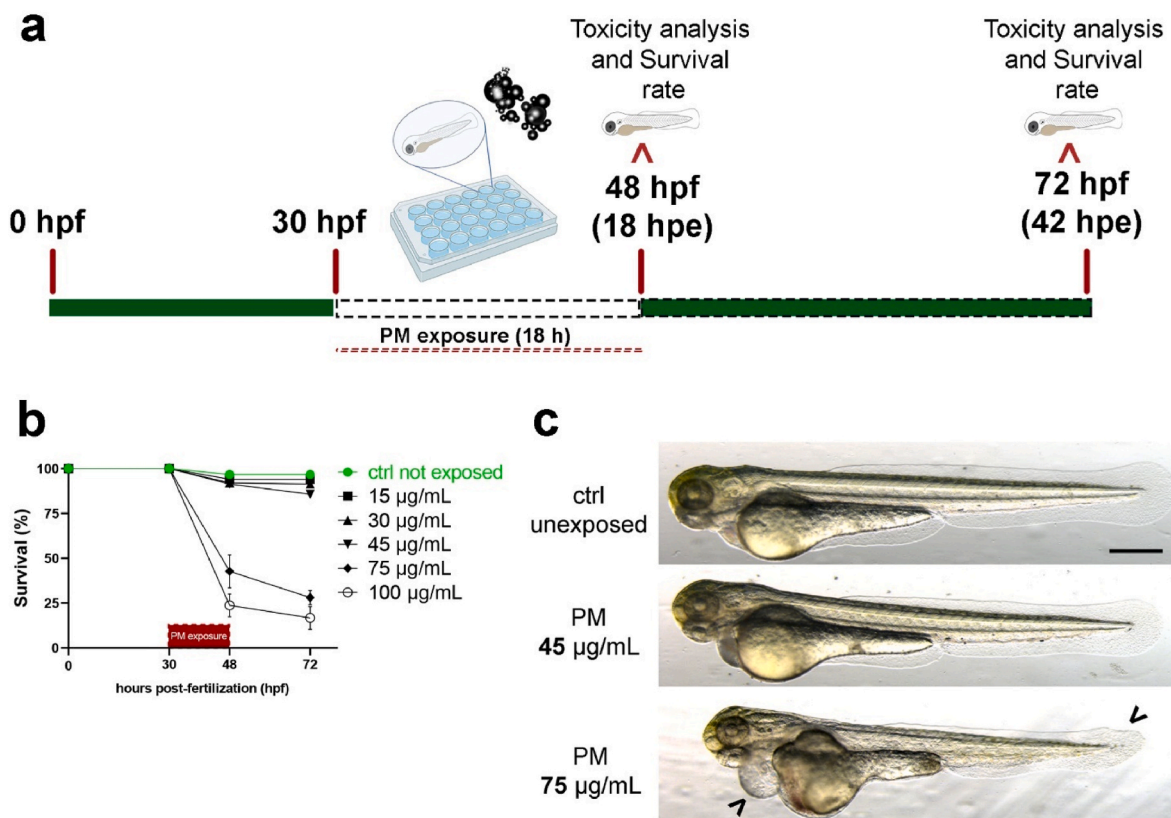 a
Toxicity analysis
and Survival
rate
Toxicity analysis
and Survival
rate
0 hpf
30 hpf
48 hpf
(18 hpe)
72 hpf
(42 hpe)
PM exposure (18 h)
b
100
75
50
25
0
Survival (%)
PM exposure
0
30
48
72
hours post-fertilization (hpf)
ctrl not exposed
15 µg/mL
30 µg/mL
45 µg/mL
75 µg/mL
100 µg/mL
c
ctrl
unexposed
PM
45 µg/mL
PM
75 µg/mL